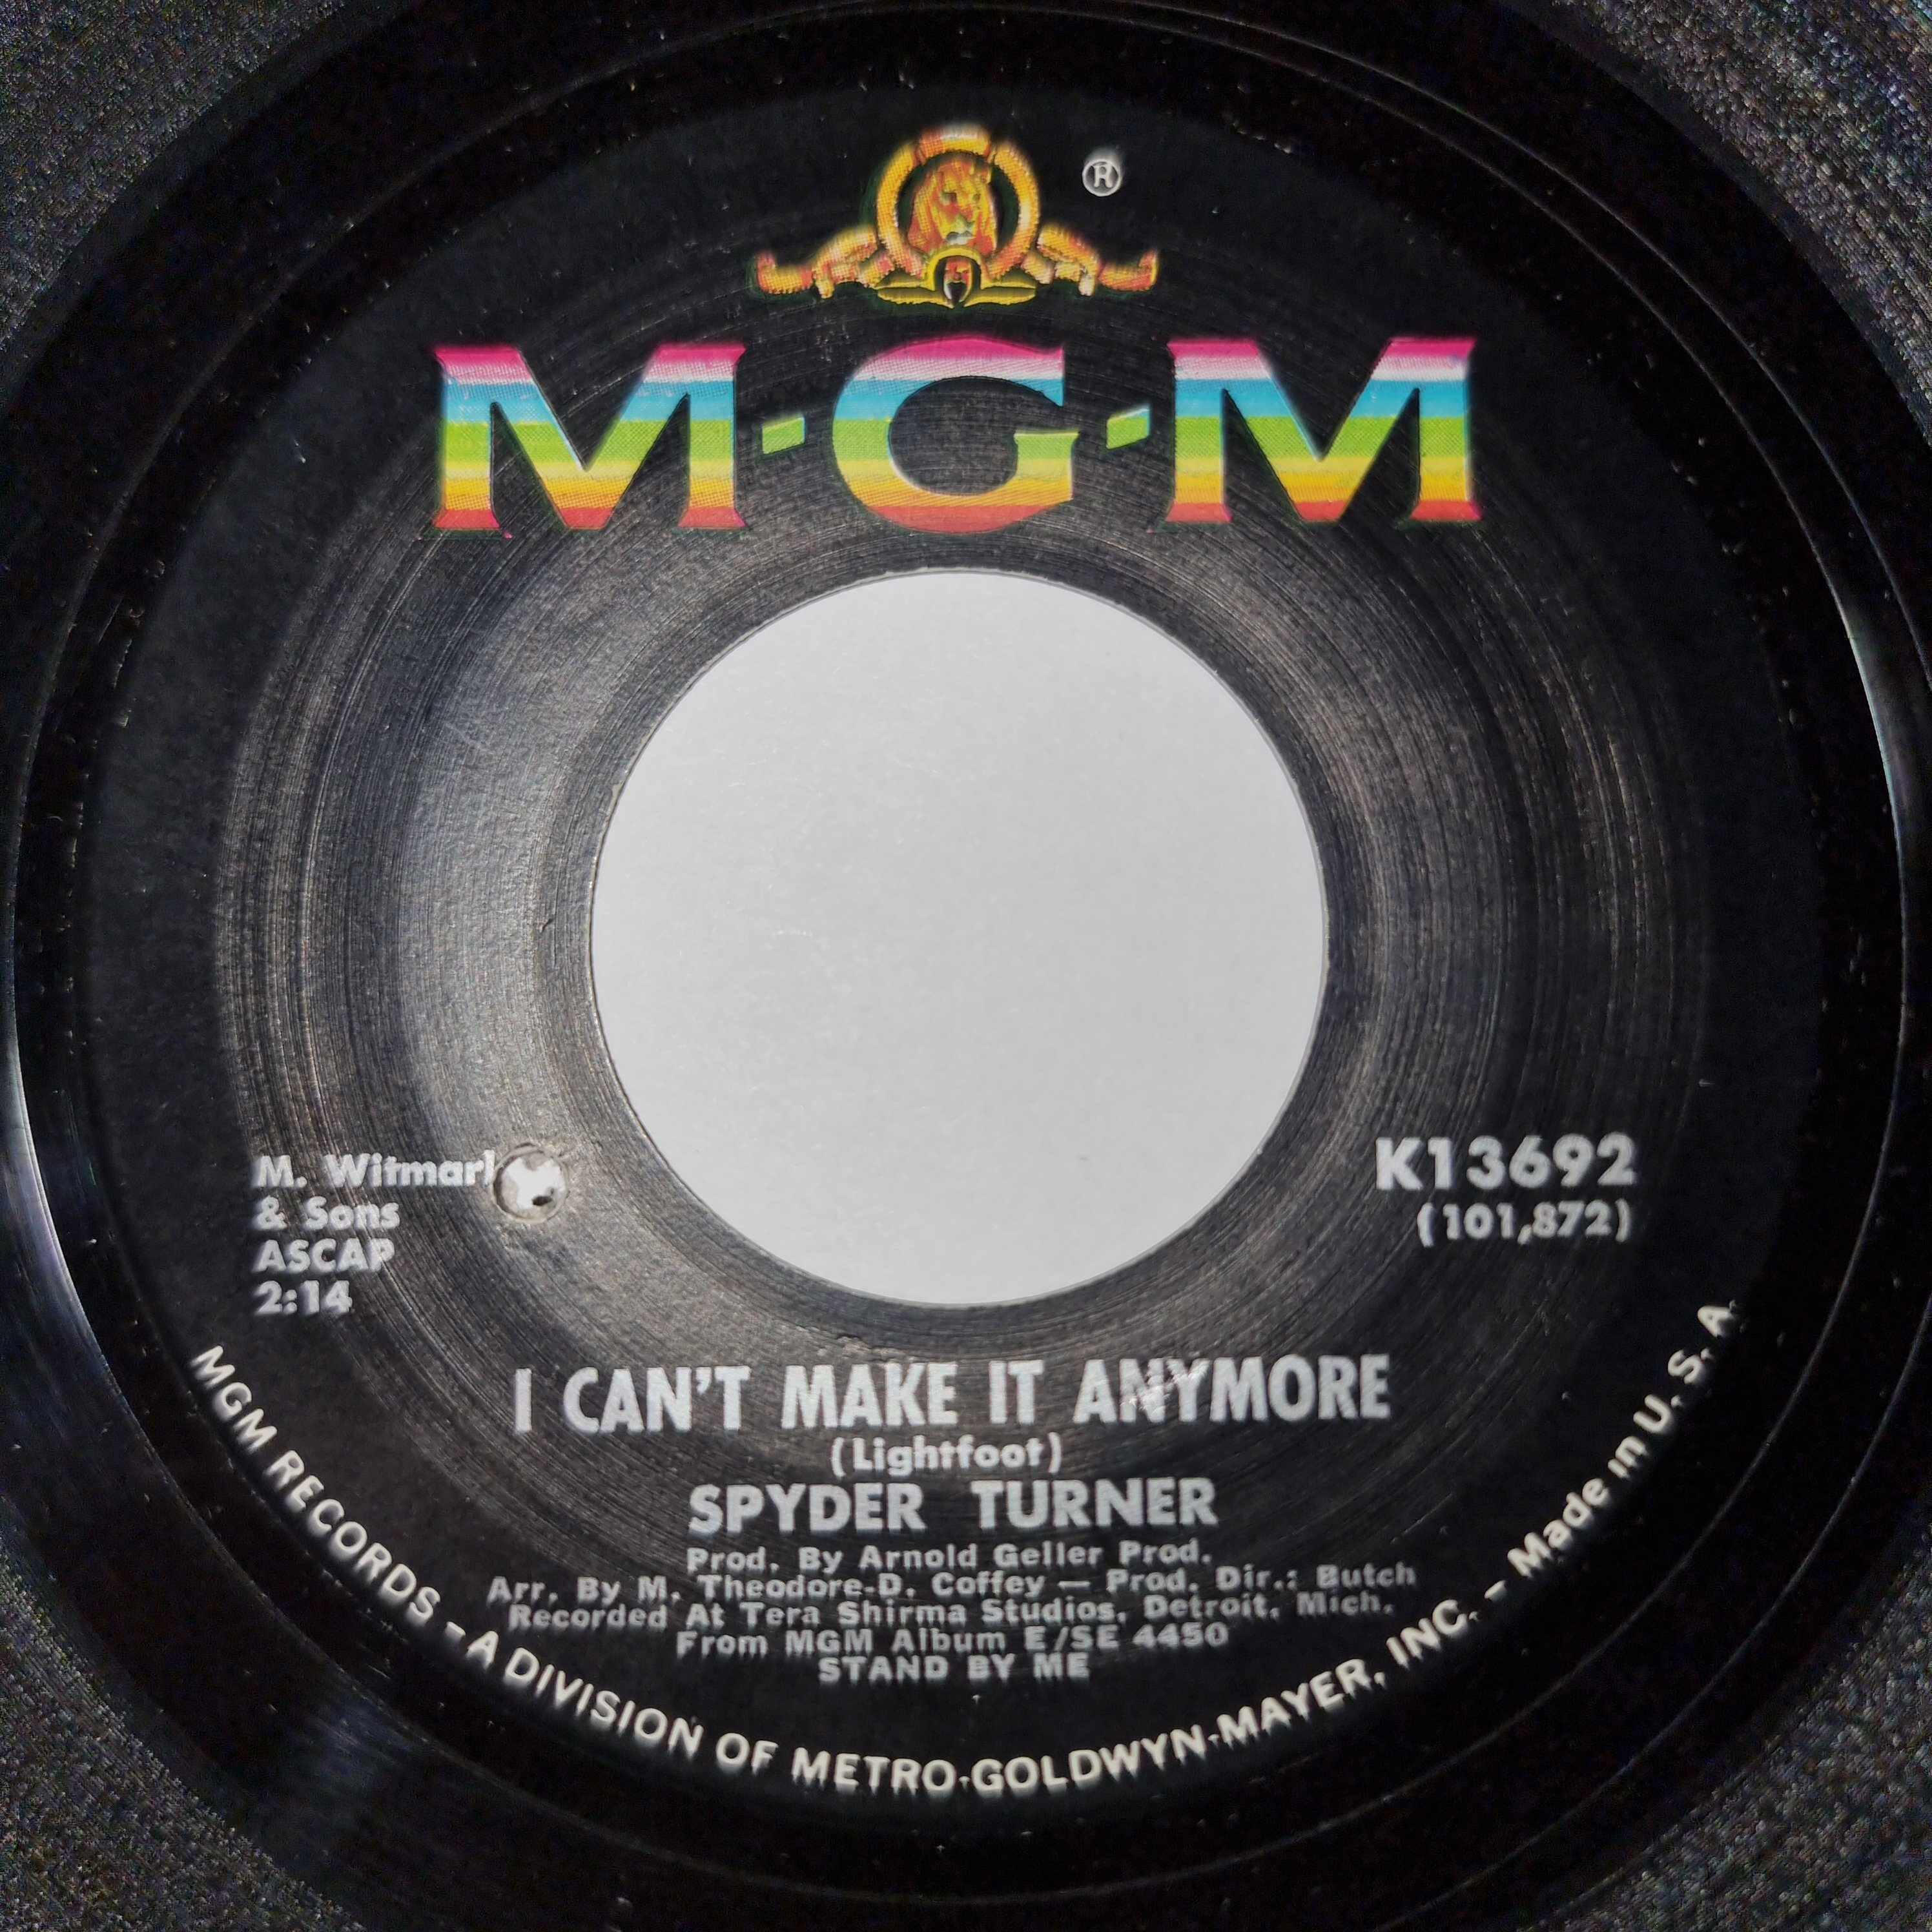 ®
M·G·M
M. Witmar
& Sons
ASCAP
2:14
K13692
(101,872)
I CAN'T MAKE IT ANYMORE
(Lightfoot)
SPYDER TURNER
Prod. By Arnold Geller Prod.
Arr. By M. Theodore-D. Coffey — Prod. Dir.: Butch
Recorded At Tera Shirma Studios, Detroit, Mich.
From MGM Album E/SE 4450
STAND BY ME
MGM RECORDS - A DIVISION OF METRO-GOLDWYN-MAYER, INC. - Made in U. S. A.